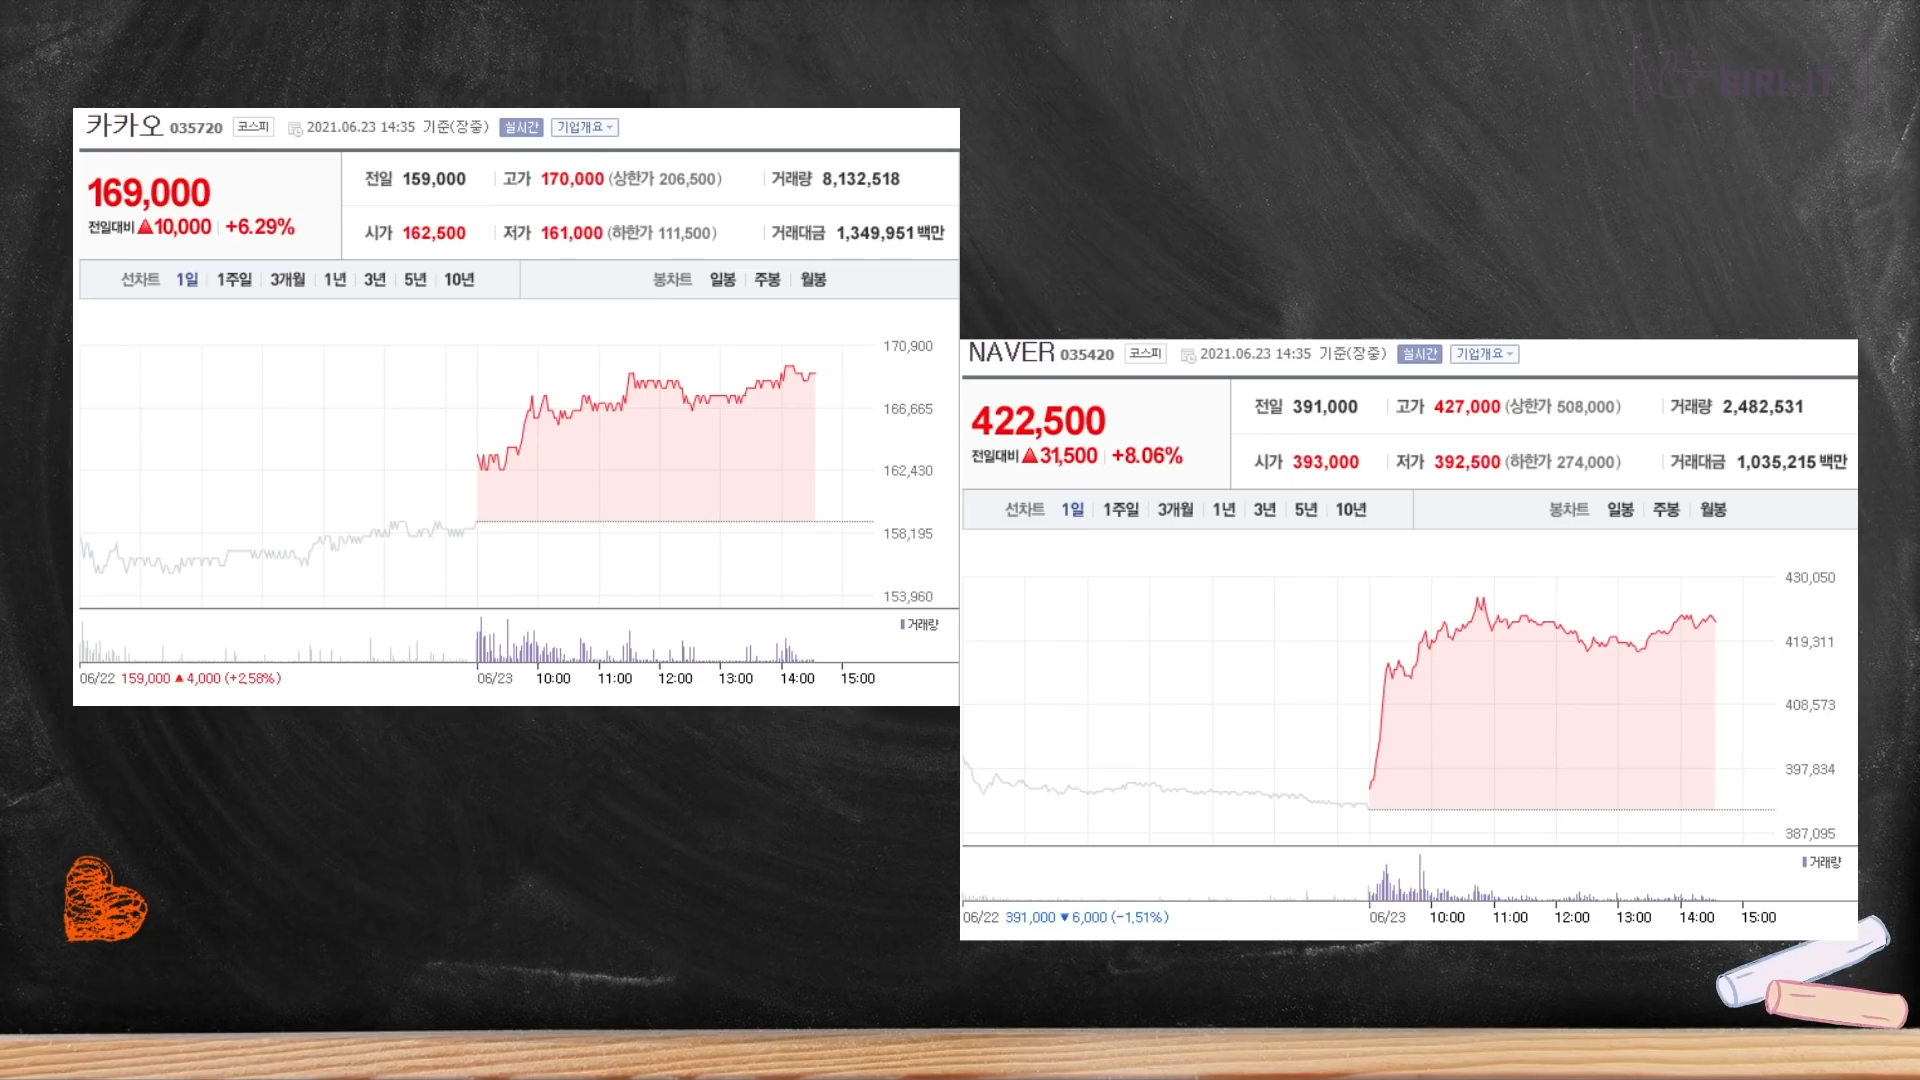 카카오 035720 코스피 2021.06.23 14:35 기준(장중) 실시간 기업개요
169,000
전일대비 ▲10,000 +6.29%
전일 159,000 고가 170,000 (상한가 206,500) 거래량 8,132,518
시가 162,500 저가 161,000 (하한가 111,500) 거래대금 1,349,951 백만
선차트 1일 1주일 3개월 1년 3년 5년 10년 봉차트 일봉 주봉 월봉
170,900
166,665
162,430
158,195
153,960
거래량
06/22 159,000 ▲ 4,000 (+2,58%) 06/23 10:00 11:00 12:00 13:00 14:00 15:00
NAVER 035420 코스피 2021.06.23 14:35 기준(장중) 실시간 기업개요
422,500
전일대비 ▲31,500 +8.06%
전일 391,000 고가 427,000 (상한가 508,000) 거래량 2,482,531
시가 393,000 저가 392,500 (하한가 274,000) 거래대금 1,035,215 백만
선차트 1일 1주일 3개월 1년 3년 5년 10년 봉차트 일봉 주봉 월봉
430,050
419,311
408,573
397,834
387,095
거래량
06/22 391,000 ▼ 6,000 (-1,51%) 06/23 10:00 11:00 12:00 13:00 14:00 15:00